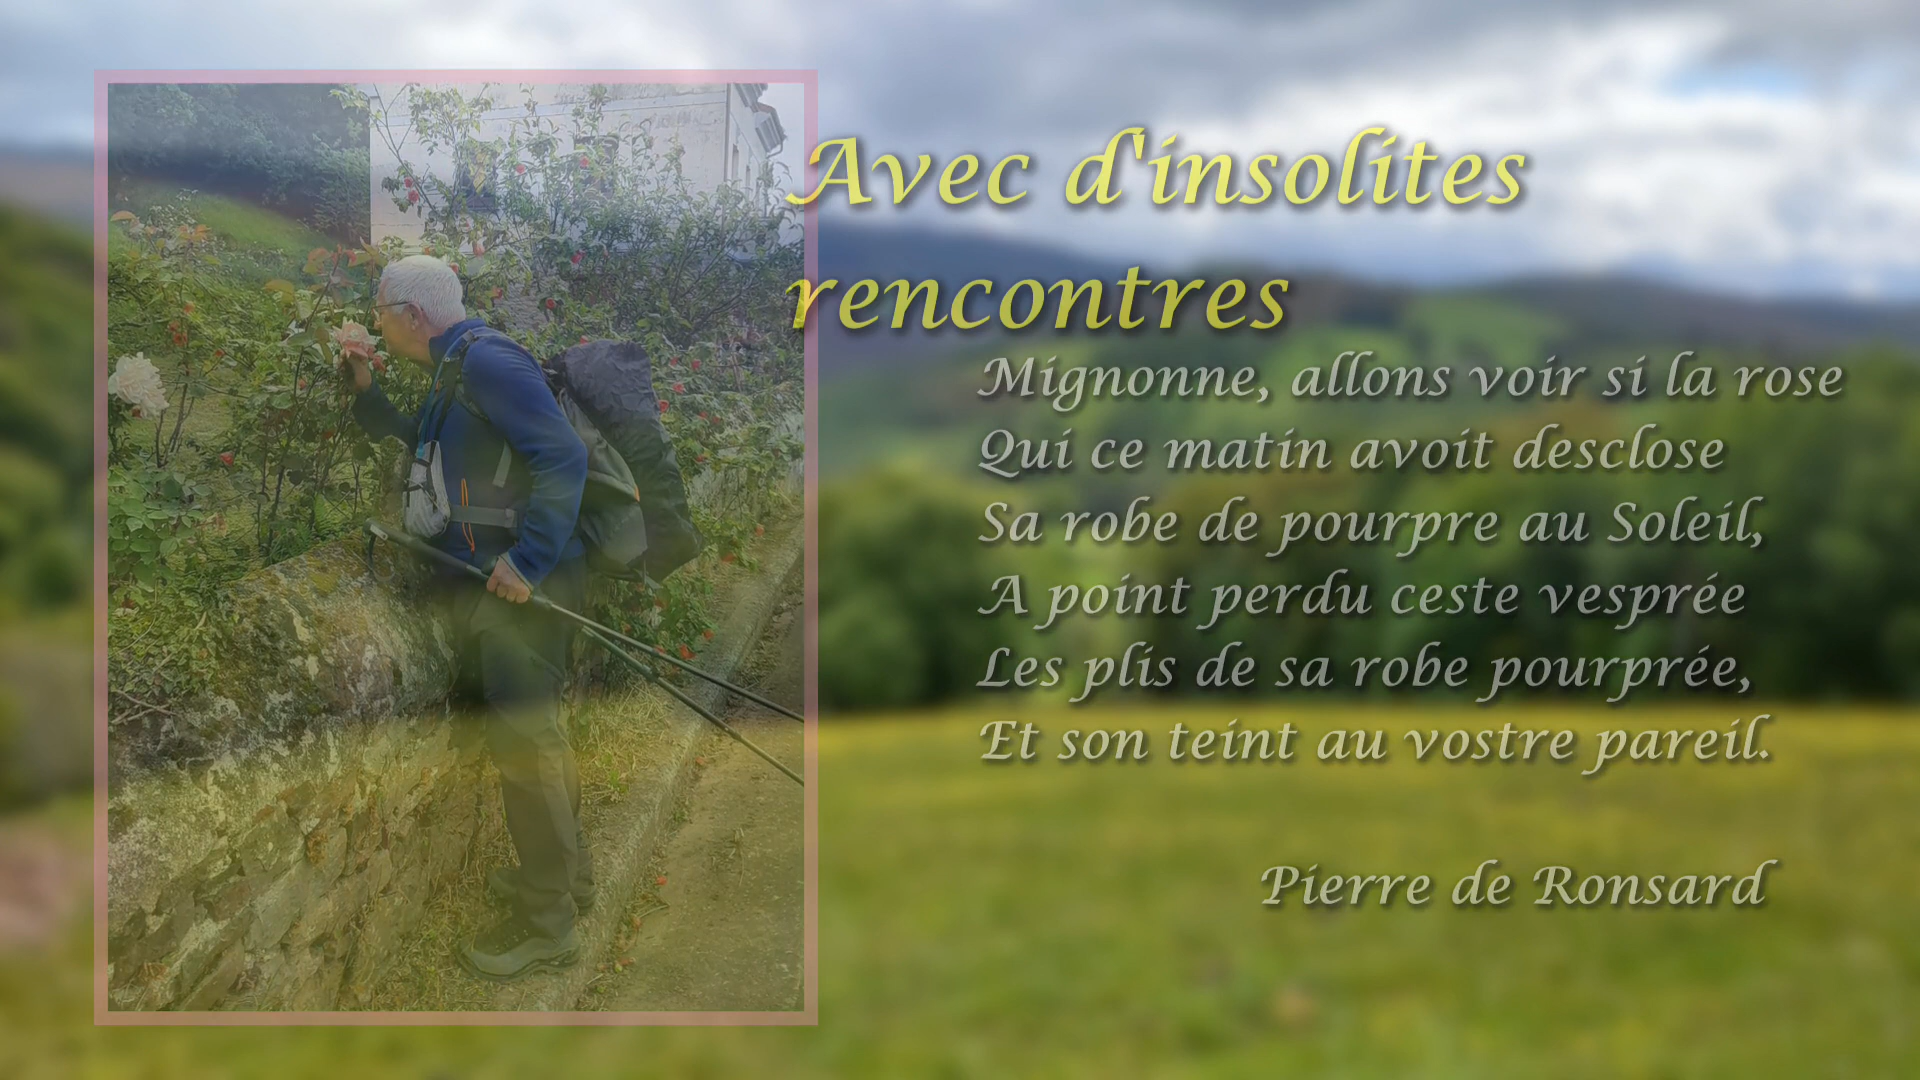 Avec d'insolites
rencontres
Mignonne, allons voir si la rose
Qui ce matin avoit desclose
Sa robe de pourpre au Soleil,
A point perdu ceste vesprée
Les plis de sa robe pourprée,
Et son teint au vostre pareil.
Pierre de Ronsard